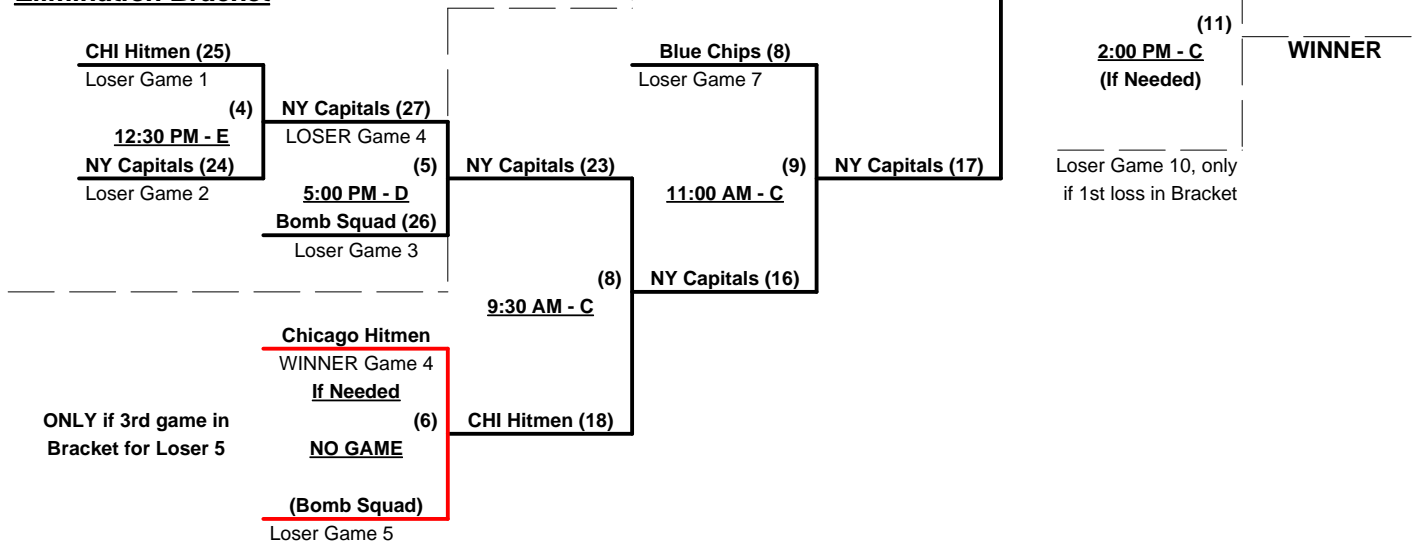 Elimination Bracket
CHI Hitmen (25)
Loser Game 1
(4)
12:30 PM - E
NY Capitals (24)
Loser Game 2
NY Capitals (27)
LOSER Game 4
(5)
5:00 PM - D
Bomb Squad (26)
Loser Game 3
NY Capitals (23)
(8)
9:30 AM - C
Chicago Hitmen
WINNER Game 4
If Needed
(6)
NO GAME
(Bomb Squad)
Loser Game 5
ONLY if 3rd game in
Bracket for Loser 5
CHI Hitmen (18)
Blue Chips (8)
Loser Game 7
(9)
11:00 AM - C
NY Capitals (16)
NY Capitals (17)
(11)
2:00 PM - C
(If Needed)
WINNER
Loser Game 10, only
if 1st loss in Bracket